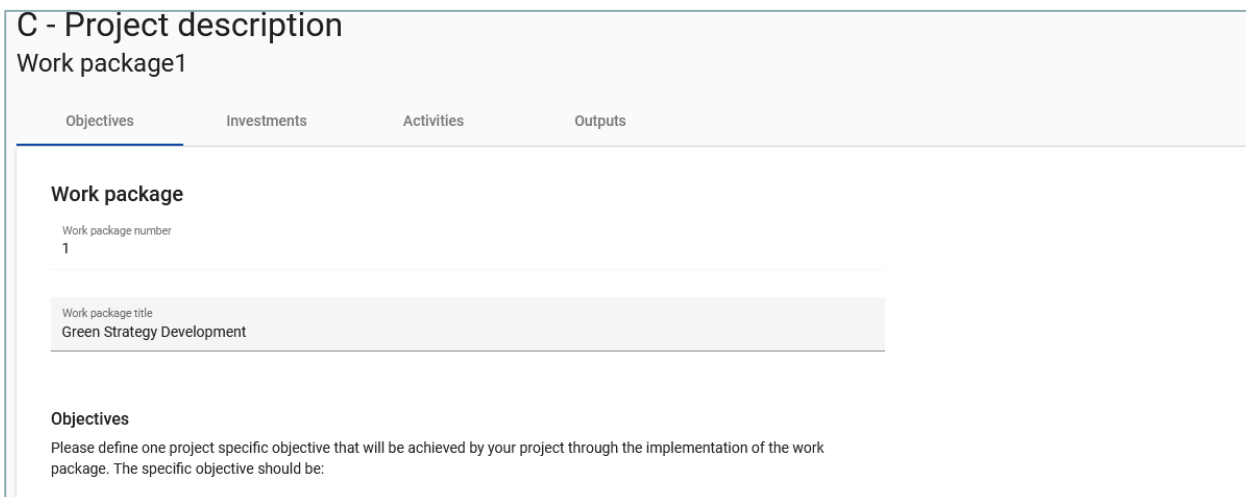 C - Project description
Work package1
Objectives Investments Activities Outputs
Work package
Work package number
1
Work package title
Green Strategy Development
Objectives
Please define one project specific objective that will be achieved by your project through the implementation of the work
package. The specific objective should be: